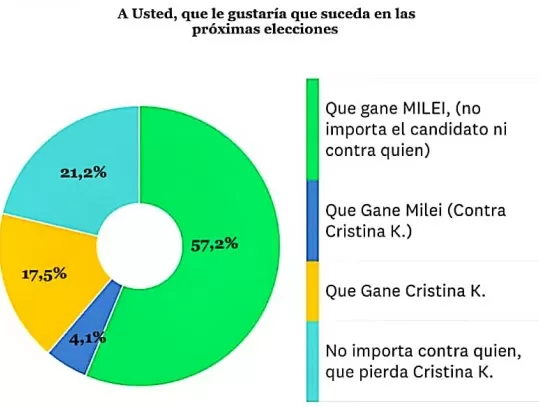 A Usted, que le gustaría que suceda en las
próximas elecciones
21,2%
57,2%
17,5%
4,1%
Que gane MILEI, (no
importa el candidato ni
contra quien)
Que Gane Milei (Contra
Cristina K.)
Que Gane Cristina K.
No importa contra quien,
que pierda Cristina K.